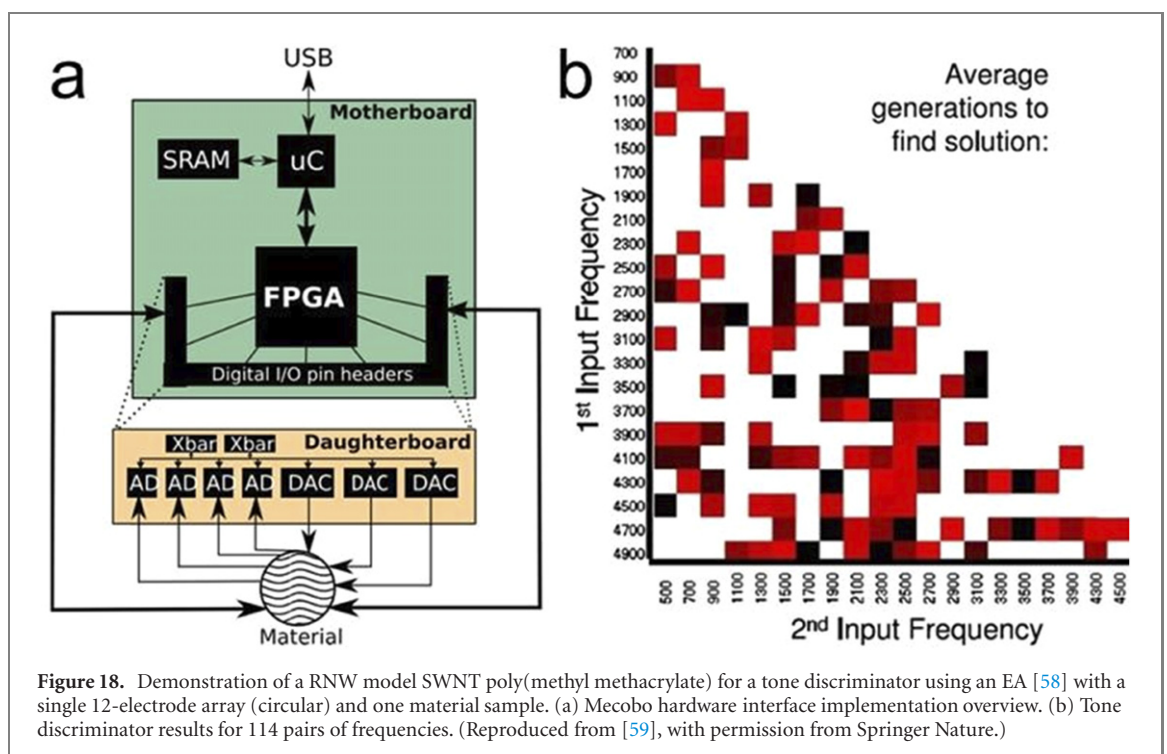 a
USB
Motherboard
SRAM
uC
FPGA
Digital I/O pin headers
Xbar Xbar Daughterboard
AD AD AD AD DAC DAC DAC
Material
b
Average
generations to
find solution:
1st Input Frequency
700
900
1100
1300
1500
1700
1900
2100
2300
2500
2700
2900
3100
3300
3500
3700
3900
4100
4300
4500
4700
4900
500 700 900 1100 1300 1500 1700 2100 2300 2500 2700 2900 3100 3300 3500 3700 3900 4300 4500
2nd Input Frequency
Figure 18. Demonstration of a RNW model SWNT poly(methyl methacrylate) for a tone discriminator using an EA [58] with a
single 12-electrode array (circular) and one material sample. (a) Mecobo hardware interface implementation overview. (b) Tone
discriminator results for 114 pairs of frequencies. (Reproduced from [59], with permission from Springer Nature.)